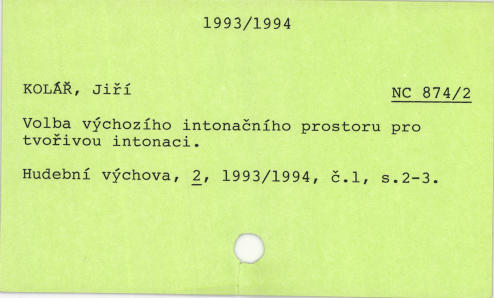 1993/1994
KOLÁŘ, Jiří NC 874/2
Volba výchozího intonačního prostoru pro
tvořivou intonaci.
Hudební výchova, 2, 1993/1994, č.1, s.2-3.